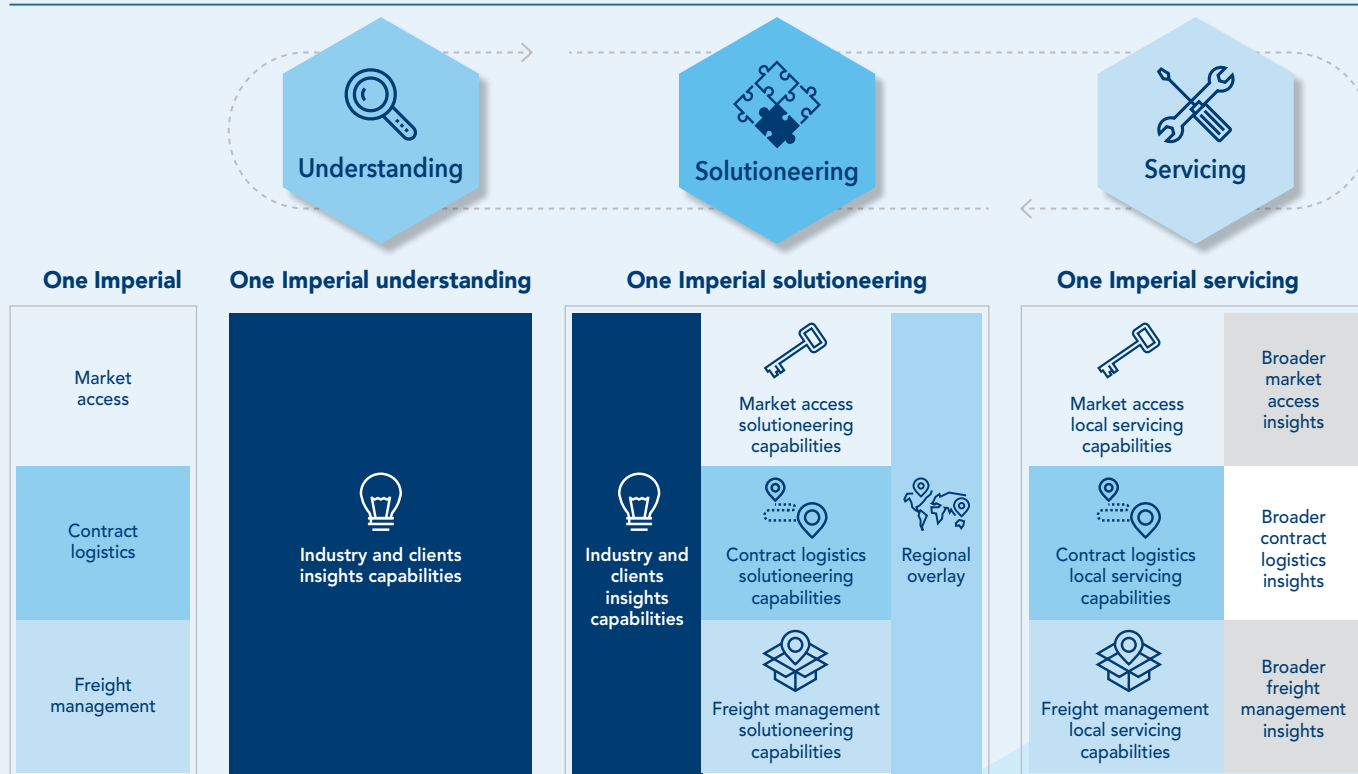 Understanding
Solutioneering
Servicing
One Imperial
One Imperial understanding
One Imperial solutioneering
One Imperial servicing
Market
access
Contract
logistics
Freight
management
Industry and clients
insights capabilities
Industry and
clients
insights
capabilities
Market access
solutioneering
capabilities
Contract logistics
solutioneering
capabilities
Freight management
solutioneering
capabilities
Regional
overlay
Market access
local servicing
capabilities
Contract logistics
local servicing
capabilities
Freight management
local servicing
capabilities
Broader
market
access
insights
Broader
contract
logistics
insights
Broader
freight
management
insights